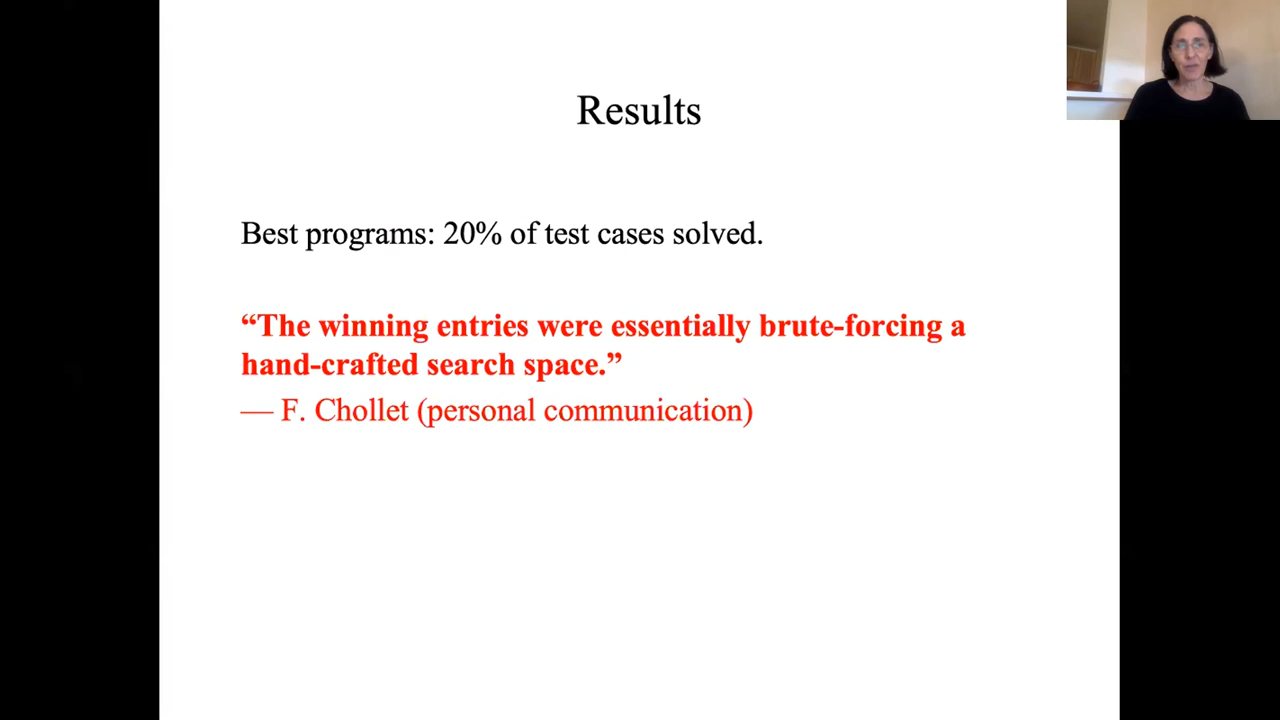 Results
Best programs: 20% of test cases solved.
“The winning entries were essentially brute-forcing a
hand-crafted search space.”
— F. Chollet (personal communication)